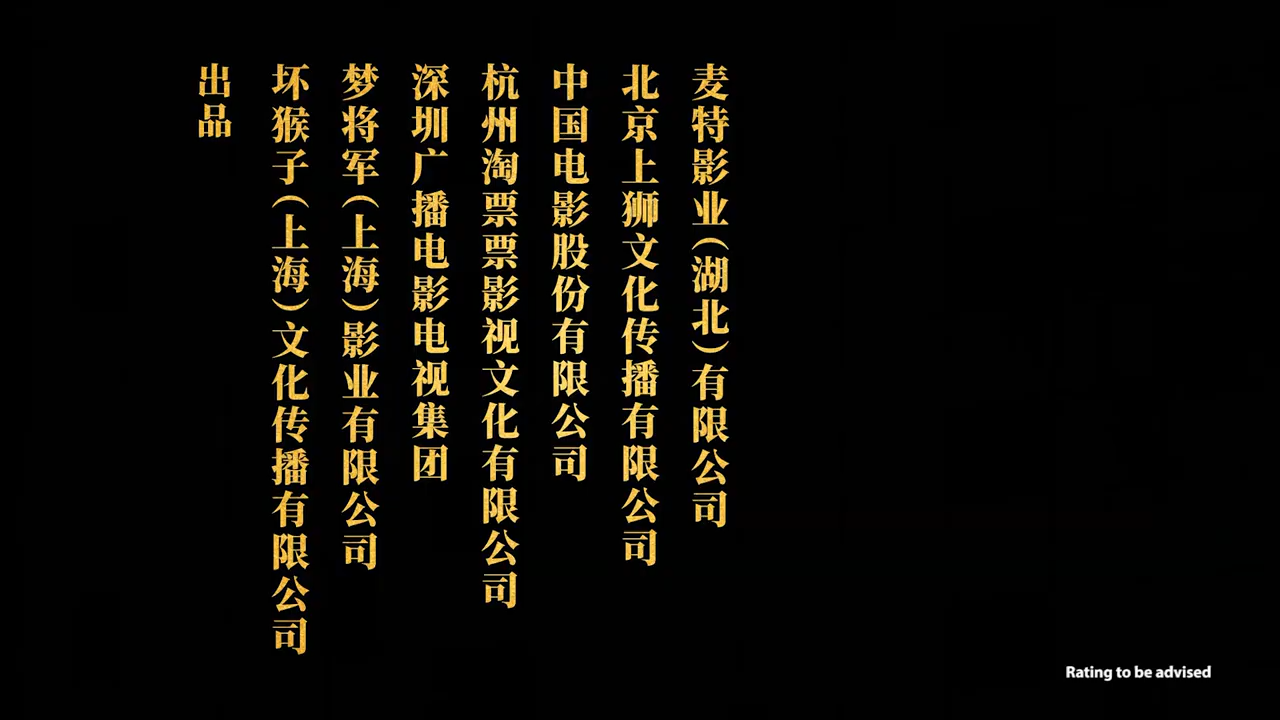 麦特影业(湖北)有限公司
北京上狮文化传播有限公司
中国电影股份有限公司
杭州淘票票影视文化有限公司
深圳广播电影电视集团
梦将军(上海)影业有限公司
坏猴子(上海)文化传播有限公司
出品
Rating to be advised